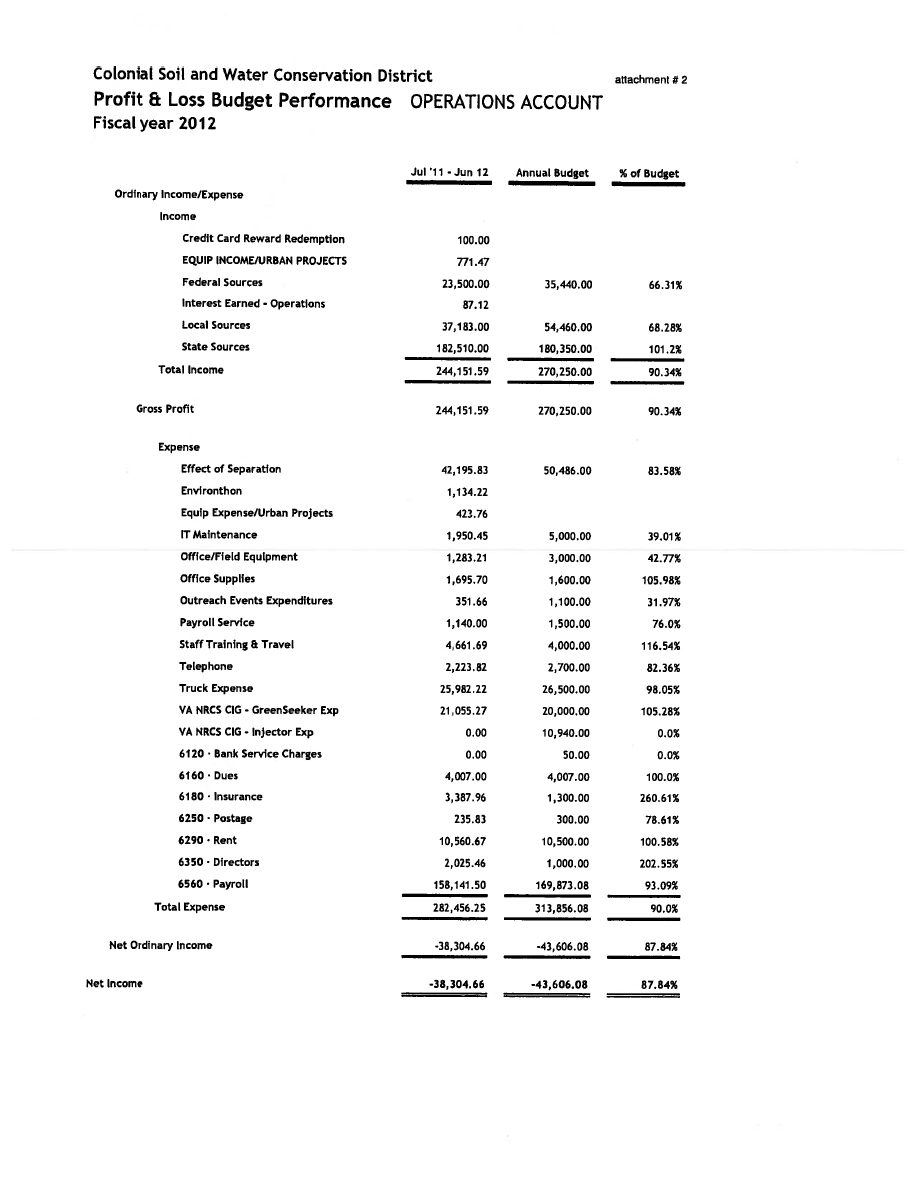 Colonial Soil and Water Conservation District attachment # 2
Profit & Loss Budget Performance OPERATIONS ACCOUNT
Fiscal year 2012
Jul '11 - Jun 12 Annual Budget % of Budget
Ordinary Income/Expense
Income
Credit Card Reward Redemption 100.00
EQUIP INCOME/URBAN PROJECTS 771.47
Federal Sources 23,500.00 35,440.00 66.31%
Interest Earned - Operations 87.12
Local Sources 37,183.00 54,460.00 68.28%
State Sources 182,510.00 180,350.00 101.2%
Total Income 244,151.59 270,250.00 90.34%
Gross Profit 244,151.59 270,250.00 90.34%
Expense
Effect of Separation 42,195.83 50,486.00 83.58%
Environthon 1,134.22
Equip Expense/Urban Projects 423.76
IT Maintenance 1,950.45 5,000.00 39.01%
Office/Field Equipment 1,283.21 3,000.00 42.77%
Office Supplies 1,695.70 1,600.00 105.98%
Outreach Events Expenditures 351.66 1,100.00 31.97%
Payroll Service 1,140.00 1,500.00 76.0%
Staff Training & Travel 4,661.69 4,000.00 116.54%
Telephone 2,223.82 2,700.00 82.36%
Truck Expense 25,982.22 26,500.00 98.05%
VA NRCS CIG - GreenSeeker Exp 21,055.27 20,000.00 105.28%
VA NRCS CIG - Injector Exp 0.00 10,940.00 0.0%
6120 · Bank Service Charges 0.00 50.00 0.0%
6160 · Dues 4,007.00 4,007.00 100.0%
6180 · Insurance 3,387.96 1,300.00 260.61%
6250 · Postage 235.83 300.00 78.61%
6290 · Rent 10,560.67 10,500.00 100.58%
6350 · Directors 2,025.46 1,000.00 202.55%
6560 · Payroll 158,141.50 169,873.08 93.09%
Total Expense 282,456.25 313,856.08 90.0%
Net Ordinary Income -38,304.66 -43,606.08 87.84%
Net Income -38,304.66 -43,606.08 87.84%